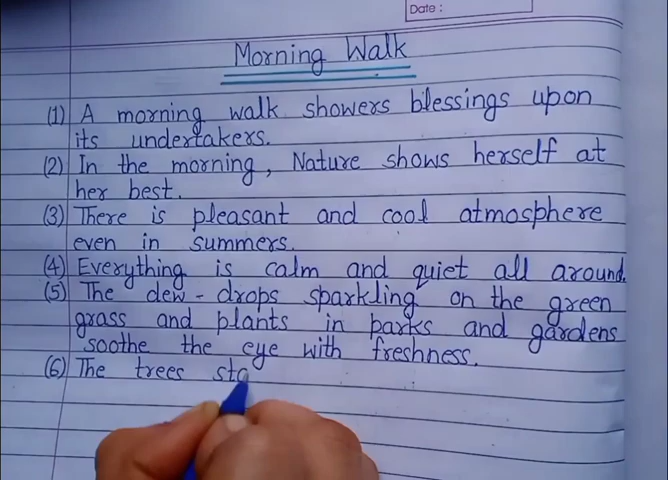 Date :
Morning Walk
(1) A morning walk showers blessings upon
its undertakers.
(2) In the morning, Nature shows herself at
her best.
(3) There is pleasant and cool atmosphere
even in summers.
(4) Everything is calm and quiet all around.
(5) The dew-drops sparkling on the green
grass and plants in parks and gardens
soothe the eye with freshness.
(6) The trees sta